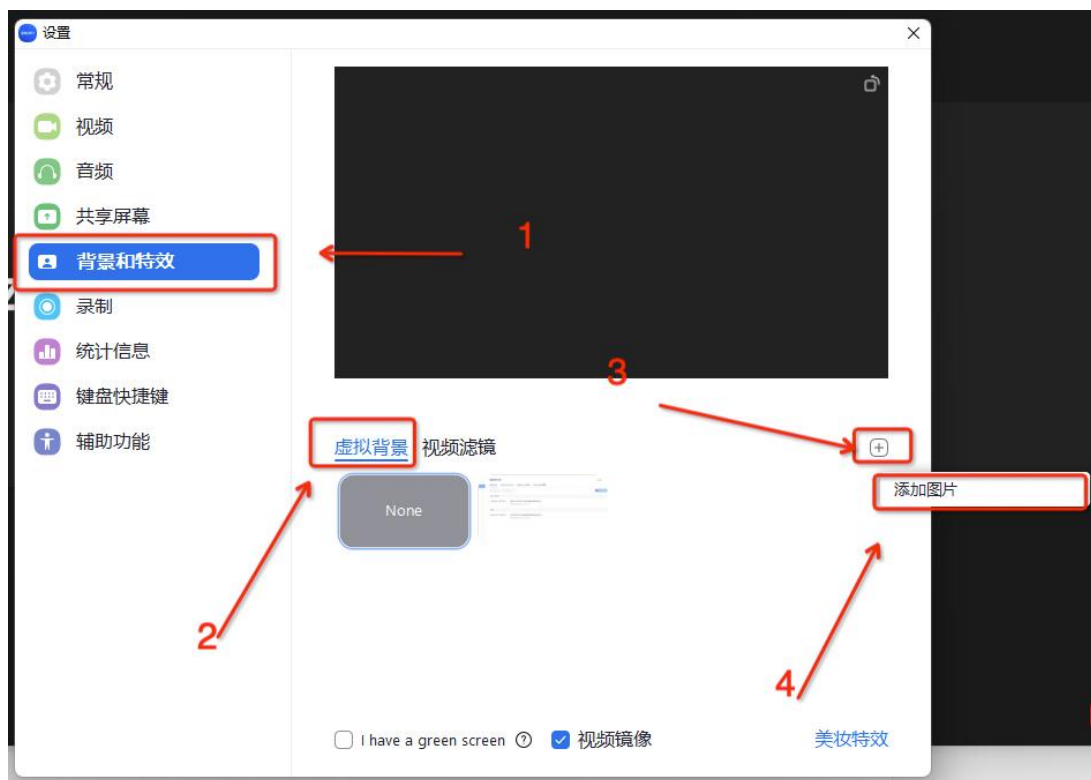 设置
常规
视频
音频
共享屏幕
背景和特效
录制
统计信息
键盘快捷键
辅助功能
1
3
虚拟背景 视频滤镜
添加图片
None
2
4
I have a green screen
视频镜像
美妆特效